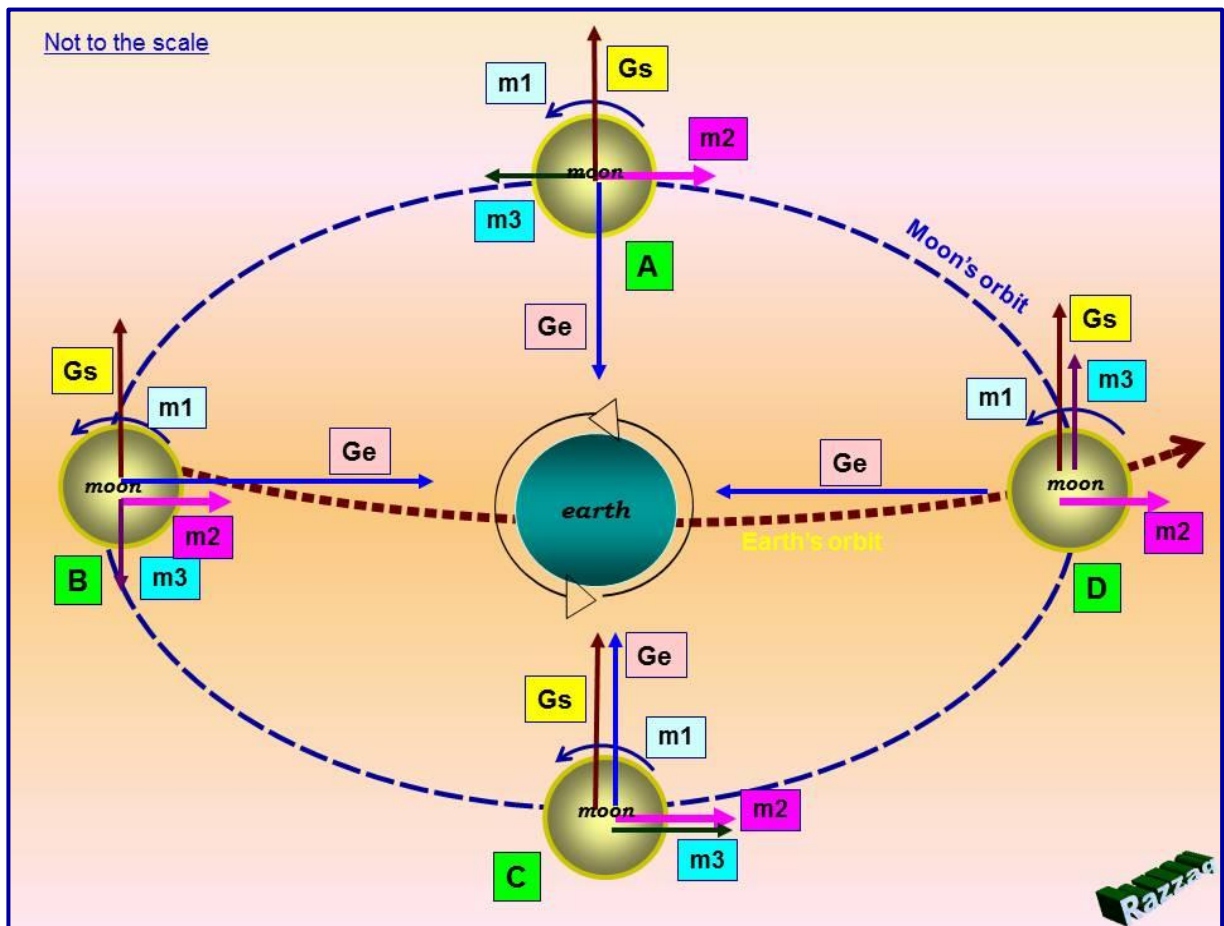 Not to the scale
Gs
m1
m2
moon
m3
A
Moon's orbit
Ge
Gs
Gs
m3
m1
m1
Ge
Ge
moon
moon
earth
m2
m2
Earth's orbit
B
m3
D
Ge
Gs
m1
moon
m2
m3
C
Razzaq